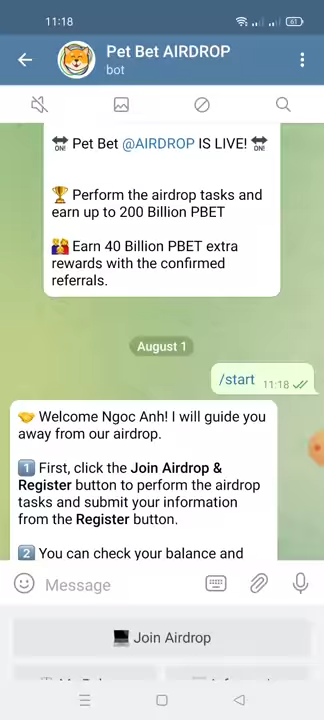 11:18
61
Pet Bet AIRDROP
bot
ON! Pet Bet @AIRDROP IS LIVE! ON!
🏆 Perform the airdrop tasks and
earn up to 200 Billion PBET
Earn 40 Billion PBET extra
rewards with the confirmed
referrals.
August 1
/start 11:18
🤝 Welcome Ngoc Anh! I will guide you
away from our airdrop.
1️⃣ First, click the Join Airdrop &
Register button to perform the airdrop
tasks and submit your information
from the Register button.
2️⃣ You can check your balance and
Message
💻 Join Airdrop